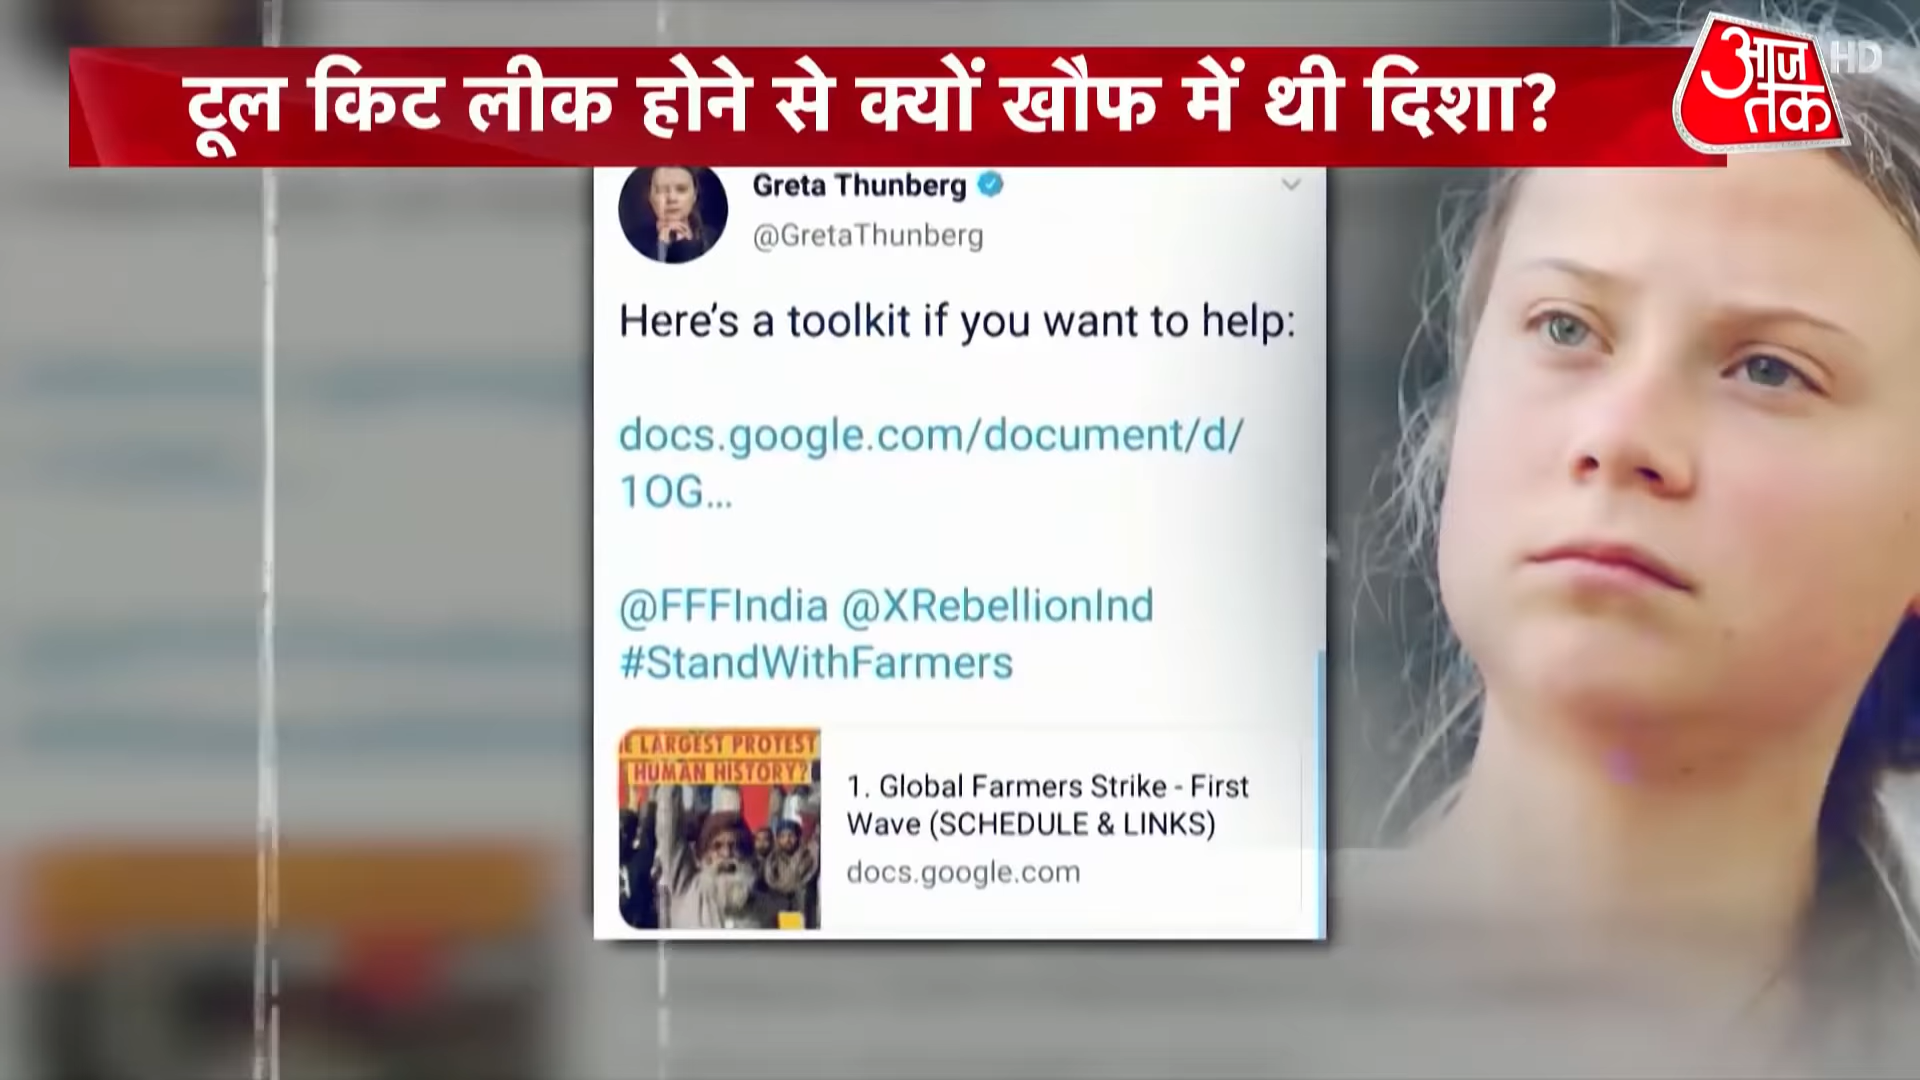 टूल किट लीक होने से क्यों खौफ में थी दिशा?
आज
तक
HD
Greta Thunberg
@GretaThunberg
Here's a toolkit if you want to help:
docs.google.com/document/d/
1OG...
@FFFIndia @XRebellionInd
#StandWithFarmers
E LARGEST PROTEST
HUMAN HISTORY?
1. Global Farmers Strike - First
Wave (SCHEDULE & LINKS)
docs.google.com